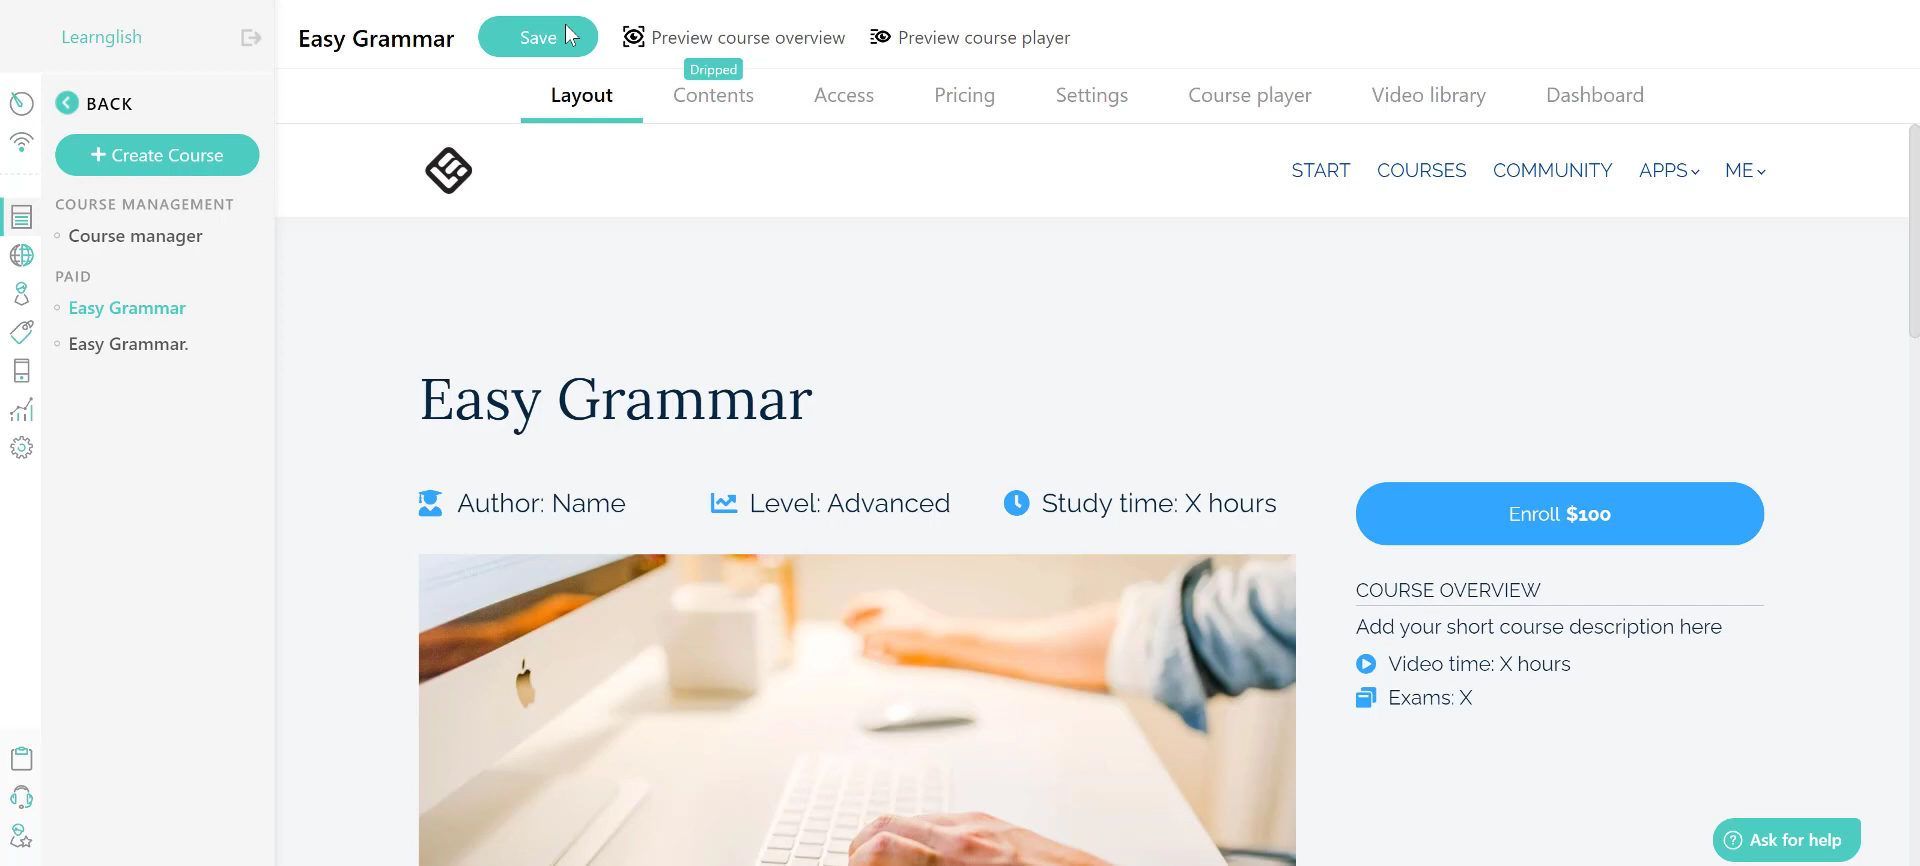 Learnglish
Easy Grammar
Save
Preview course overview
Preview course player
BACK
Create Course
COURSE MANAGEMENT
Course manager
PAID
Easy Grammar
Easy Grammar.
Dripped
Layout
Contents
Access
Pricing
Settings
Course player
Video library
Dashboard
START
COURSES
COMMUNITY
APPS
ME
Easy Grammar
Author: Name
Level: Advanced
Study time: X hours
Enroll $100
COURSE OVERVIEW
Add your short course description here
Video time: X hours
Exams: X
Ask for help